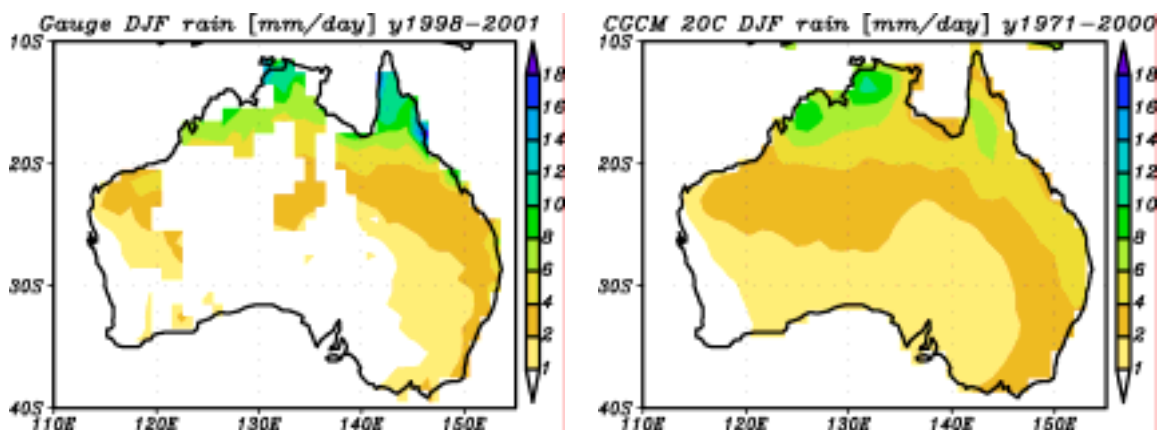 Gauge DJF rain [mm/day] y1998-2001
10S
20S
30S
40S
110E 120E 130E 140E 150E
18
16
14
12
10
8
6
4
2
1
CGCM 20C DJF rain [mm/day] y1971-2000
10S
20S
30S
40S
110E 120E 130E 140E 150E
18
16
14
12
10
8
6
4
2
1